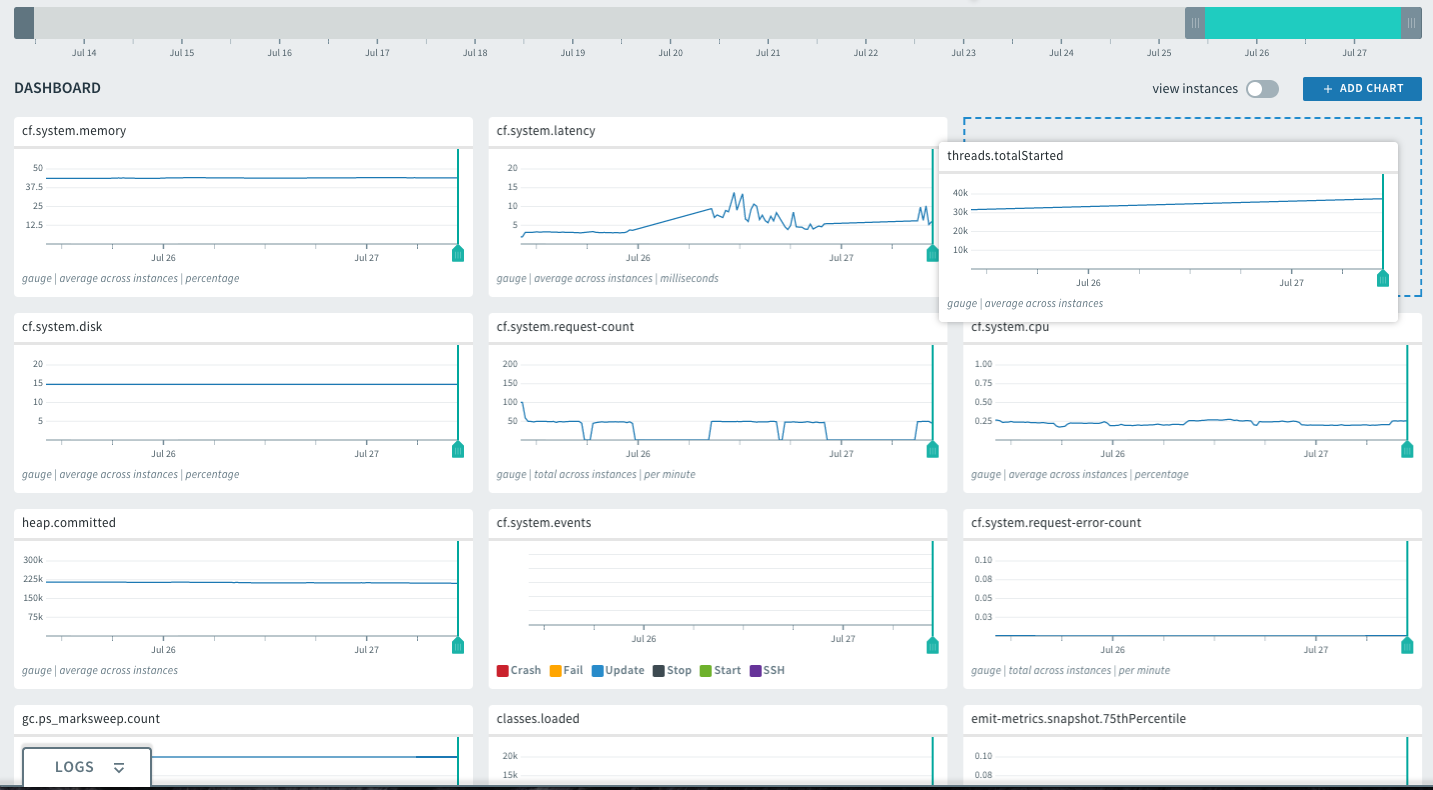 Jul 14 Jul 15 Jul 16 Jul 17 Jul 18 Jul 19 Jul 20 Jul 21 Jul 22 Jul 23 Jul 24 Jul 25 Jul 26 Jul 27
DASHBOARD
view instances
+ ADD CHART
cf.system.memory
50
37.5
25
12.5
Jul 26 Jul 27
gauge | average across instances | percentage
cf.system.latency
20
15
10
5
Jul 26 Jul 27
gauge | average across instances | milliseconds
threads.totalStarted
40k
30k
20k
10k
Jul 26 Jul 27
gauge | average across instances
cf.system.disk
20
15
10
5
Jul 26 Jul 27
gauge | average across instances | percentage
cf.system.request-count
200
150
100
50
Jul 26 Jul 27
gauge | total across instances | per minute
cf.system.cpu
1.00
0.75
0.50
0.25
Jul 26 Jul 27
gauge | average across instances | percentage
heap.committed
300k
225k
150k
75k
Jul 26 Jul 27
gauge | average across instances
cf.system.events
Jul 26 Jul 27
Crash Fail Update Stop Start SSH
cf.system.request-error-count
0.10
0.08
0.05
0.03
Jul 26 Jul 27
gauge | total across instances | per minute
gc.ps_marksweep.count
LOGS
classes.loaded
20k
15k
emit-metrics.snapshot.75thPercentile
0.10
0.08